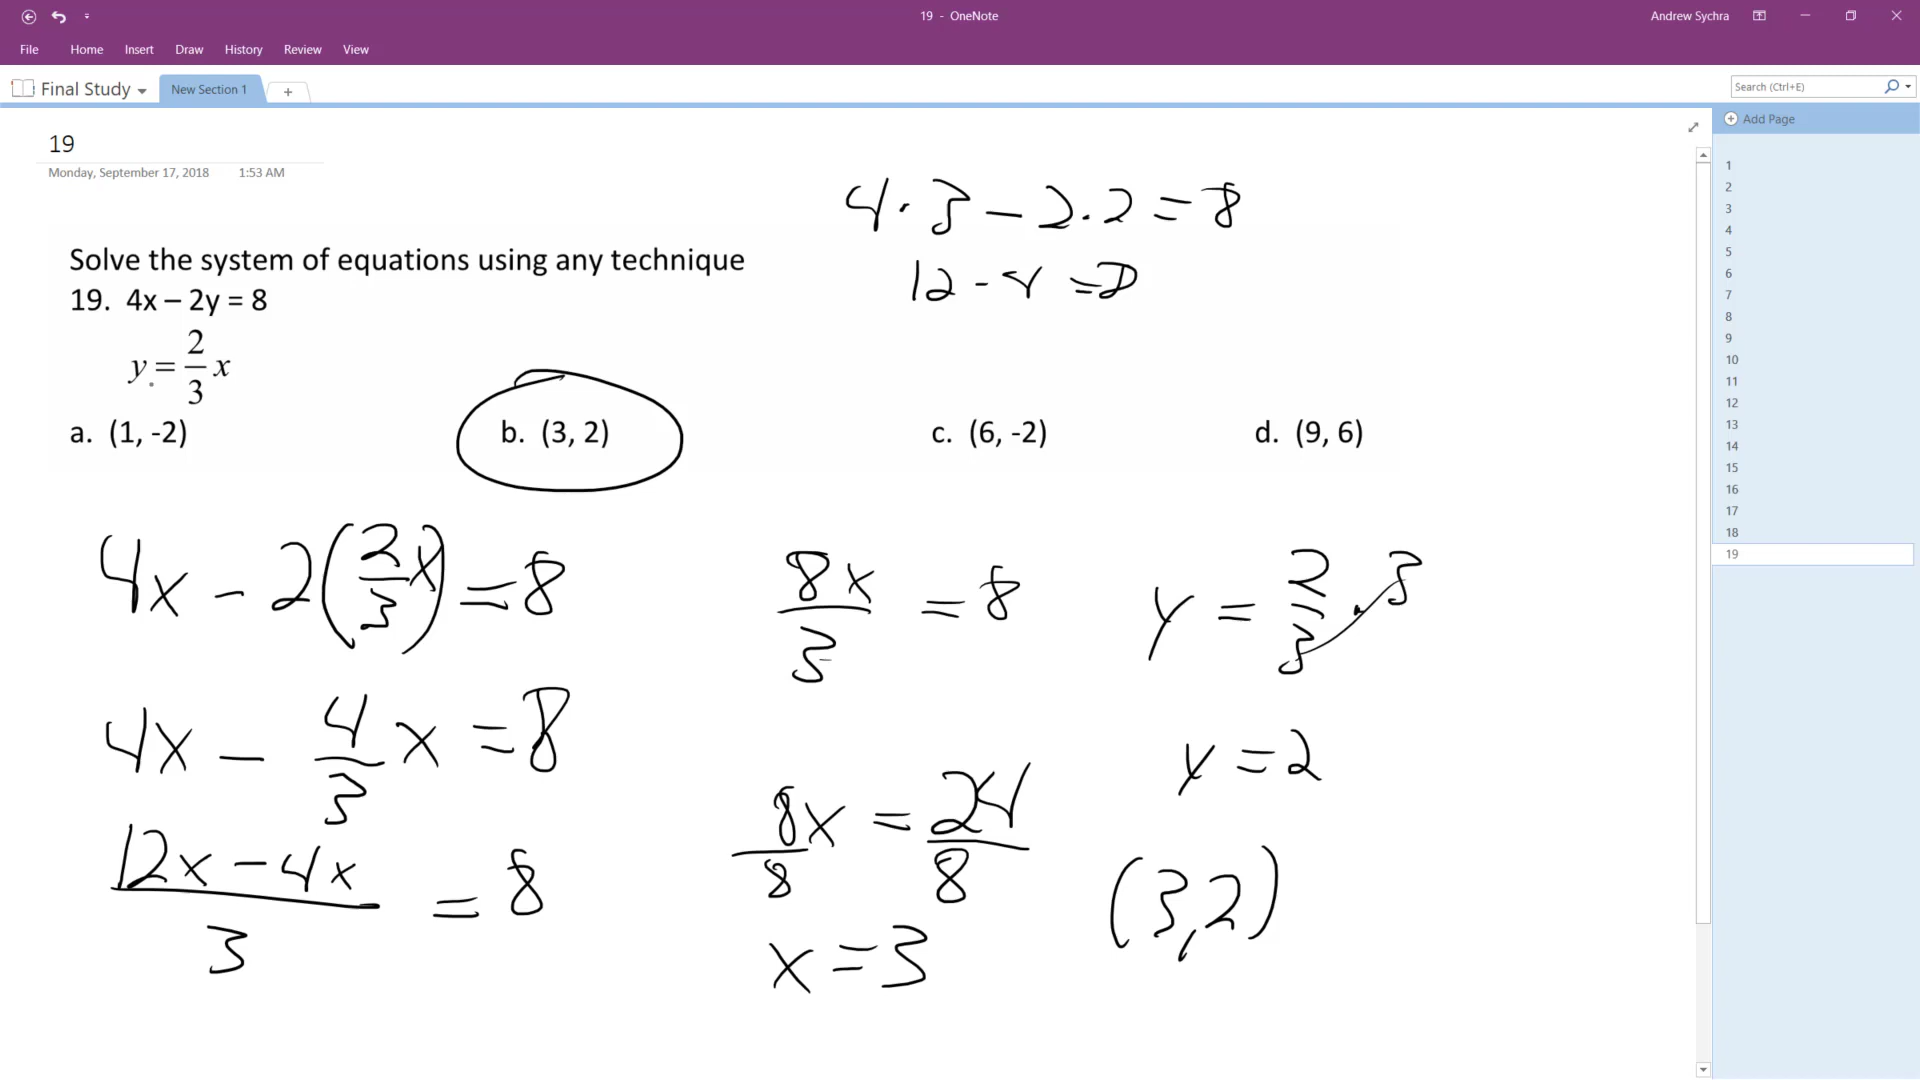 19 - OneNote
Andrew Sychra
File Home Insert Draw History Review View
Final Study New Section 1 +
Search (Ctrl+E)
Add Page
19
Monday, September 17, 2018 1:53 AM
4·3 – 2·2 = 8
12 - 4 = 8
Solve the system of equations using any technique
19. 4x – 2y = 8
y = 2/3 x
a. (1, -2) b. (3, 2) c. (6, -2) d. (9, 6)
4x - 2(2/3 x) = 8
4x - 4/3 x = 8
(12x - 4x)/3 = 8
8x/3 = 8
8x/8 = 24/8
x = 3
y = 2/3 · 3
y = 2
(3,2)
1
2
3
4
5
6
7
8
9
10
11
12
13
14
15
16
17
18
19